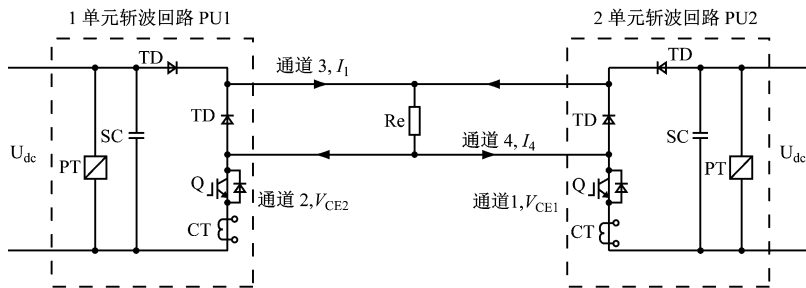 1 单元斩波回路 PU1
2 单元斩波回路 PU2
TD
TD
通道 3, I₁
Re
TD
TD
SC
SC
U_dc
PT
通道 4, I₄
PT
U_dc
Q
Q
通道 2,V_CE2
通道1,V_CE1
CT
CT